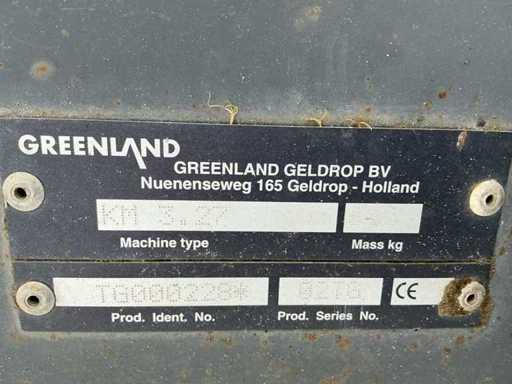 GREENLAND
GREENLAND GELDROP BV
Nuenenseweg 165 Geldrop - Holland
KM 3.27
Machine type Mass kg
TG000228*
Prod. Ident. No. Prod. Series No.
CE